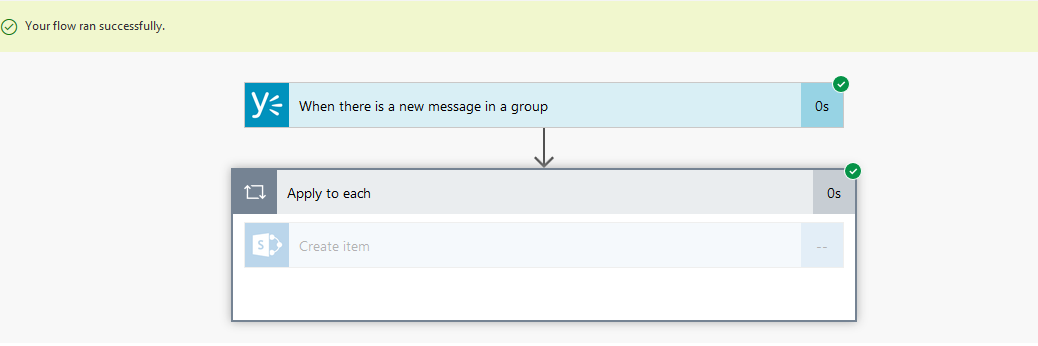 Your flow ran successfully.
When there is a new message in a group 0s
Apply to each 0s
S Create item --